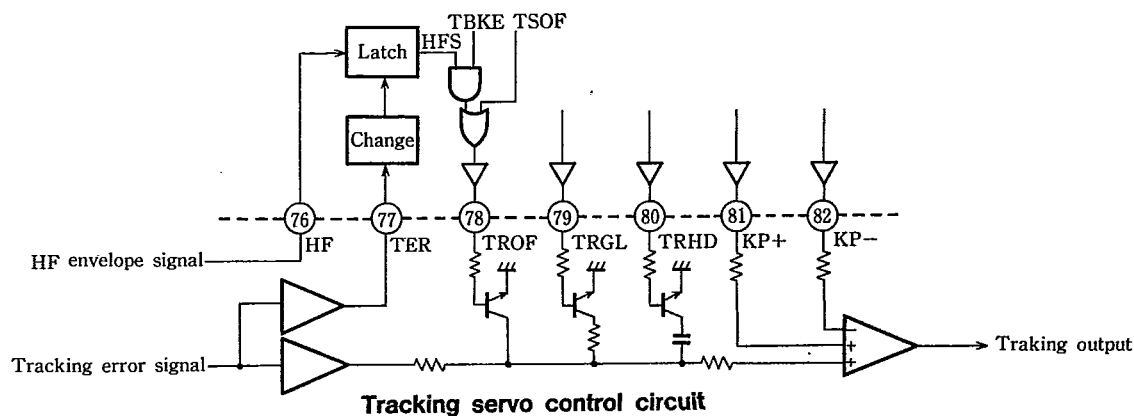 TBKE TSOF
HFS
Latch
Change
76 77 78 79 80 81 82
HF TER TROF TRGL TRHD KP+ KP−
HF envelope signal
Tracking error signal
− + +
Traking output
Tracking servo control circuit